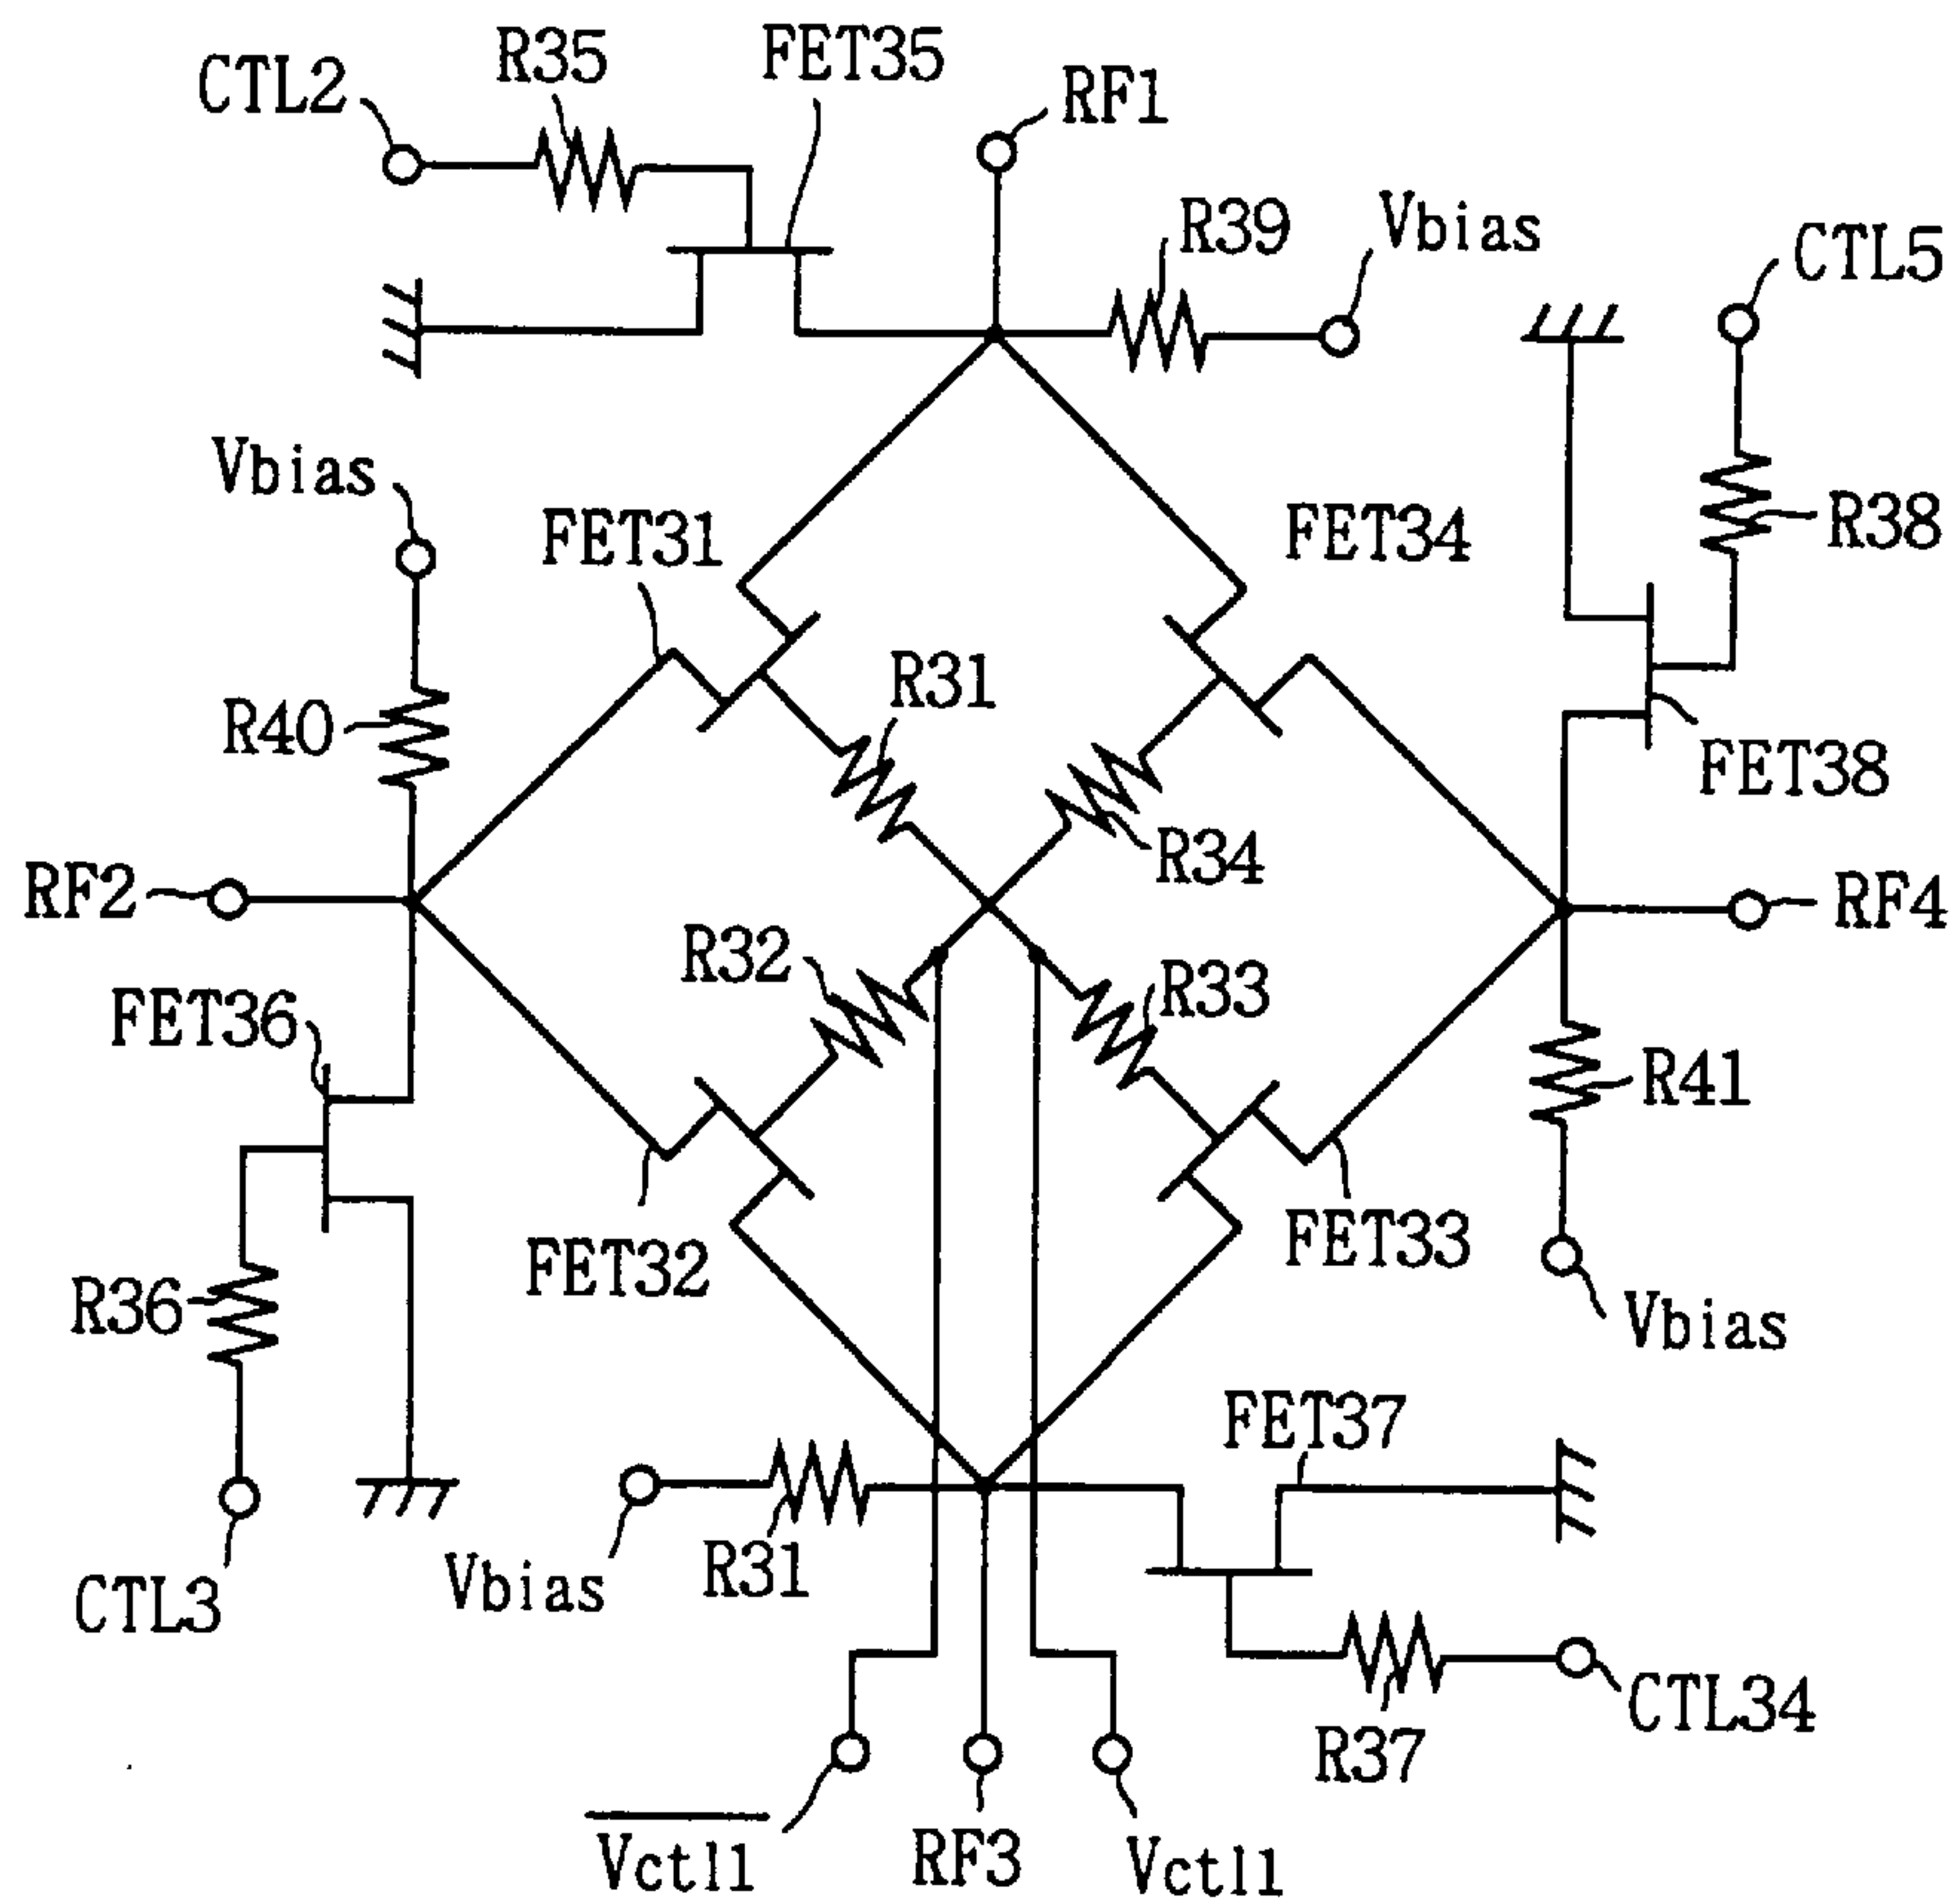 R35
FET35
CTL2
RF1
R39
Vbias
CTL5
Vbias
FET31
FET34
R38
R31
R40
FET38
R34
RF2
RF4
R32
R33
FET36
R41
FET32
FET33
R36
Vbias
FET37
Vbias
R31
CTL3
CTL34
R37
V̅c̅t̅l̅1̅
RF3
Vctl1